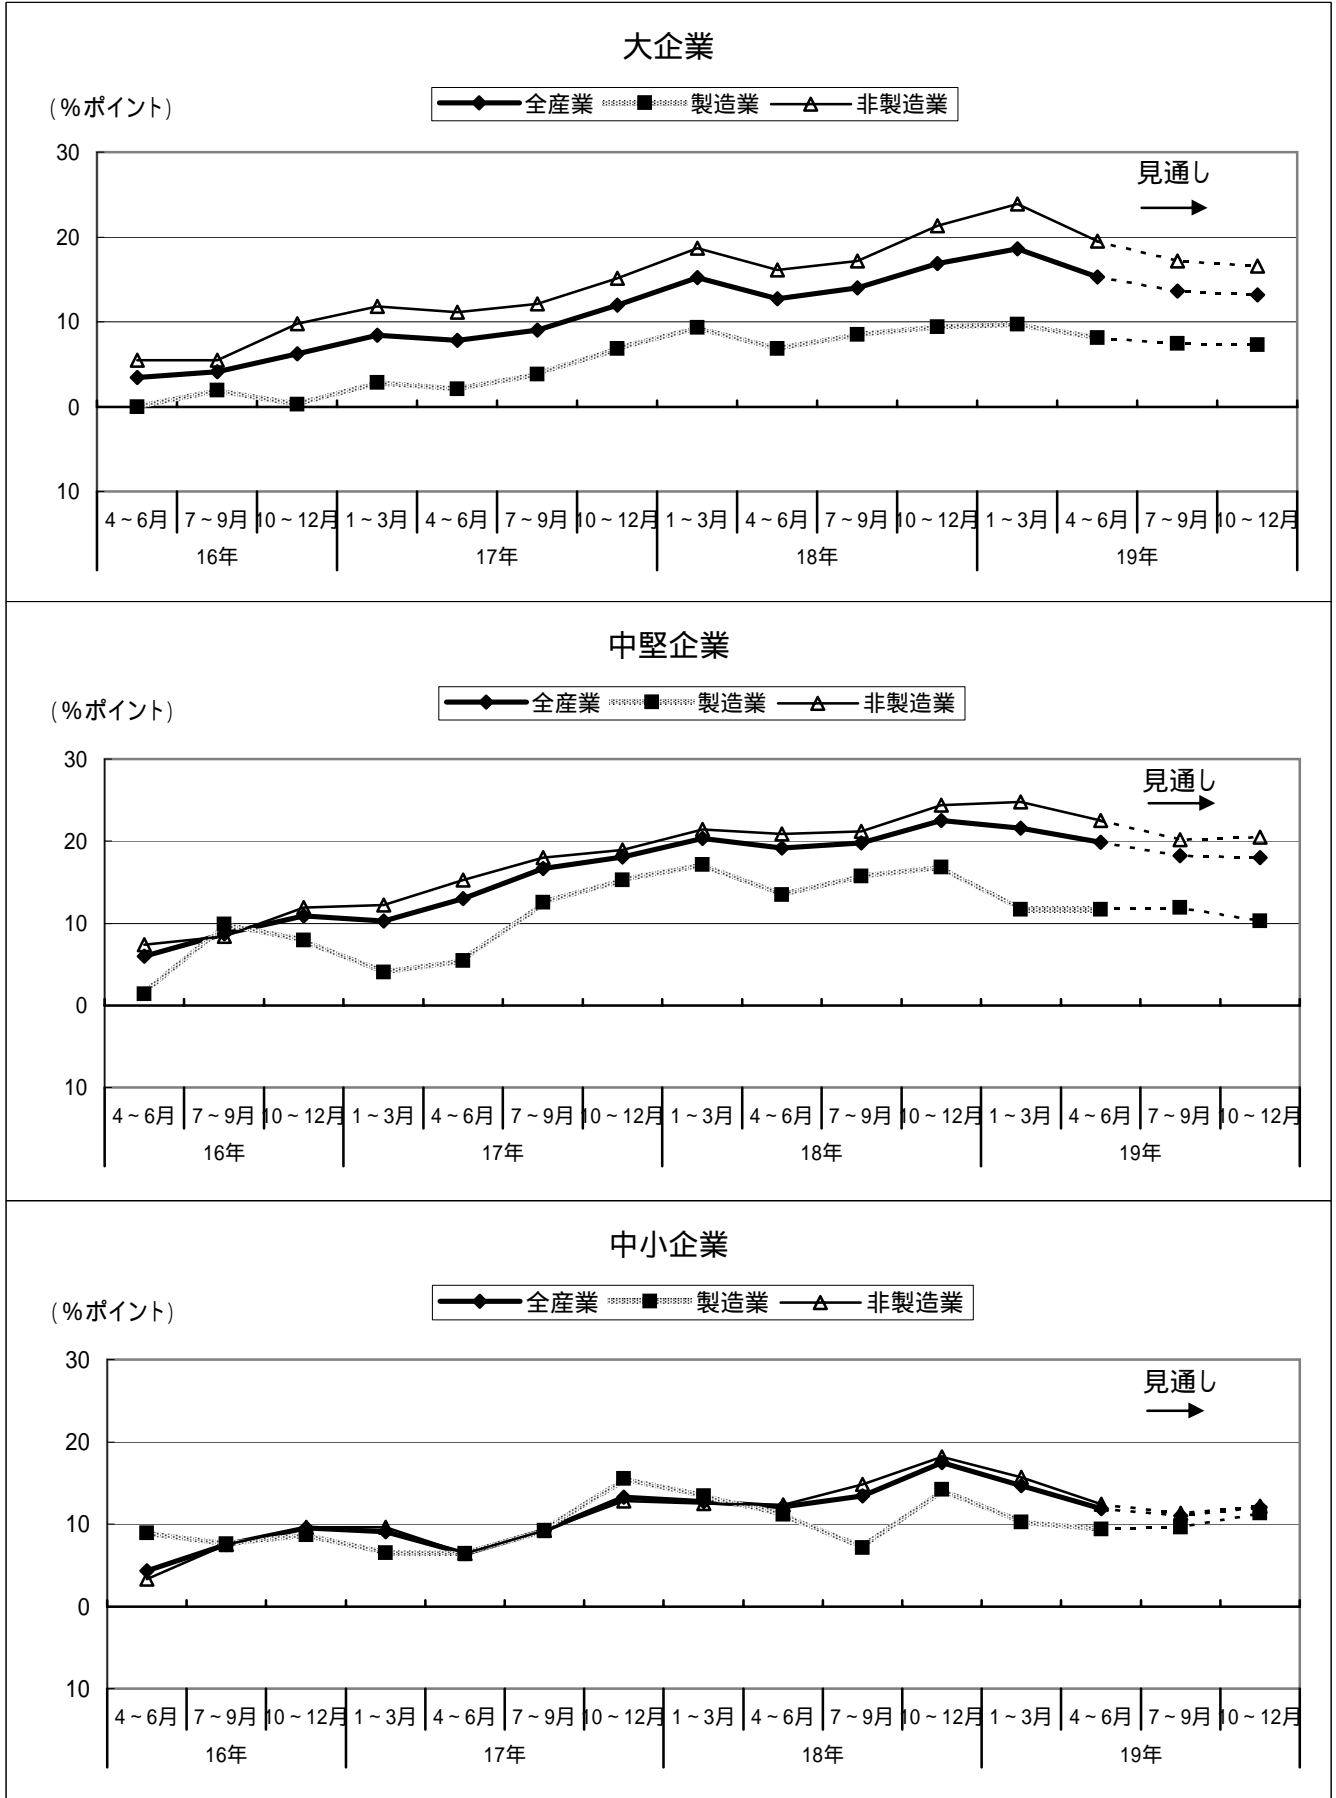 大企業
(%ポイント)
全産業 製造業 非製造業
30
見通し
20
10
0
10
4~6月 7~9月 10~12月 1~3月 4~6月 7~9月 10~12月 1~3月 4~6月 7~9月 10~12月 1~3月 4~6月 7~9月 10~12月
16年 17年 18年 19年
中堅企業
(%ポイント)
全産業 製造業 非製造業
30
見通し
20
10
0
10
4~6月 7~9月 10~12月 1~3月 4~6月 7~9月 10~12月 1~3月 4~6月 7~9月 10~12月 1~3月 4~6月 7~9月 10~12月
16年 17年 18年 19年
中小企業
(%ポイント)
全産業 製造業 非製造業
30
見通し
20
10
0
10
4~6月 7~9月 10~12月 1~3月 4~6月 7~9月 10~12月 1~3月 4~6月 7~9月 10~12月 1~3月 4~6月 7~9月 10~12月
16年 17年 18年 19年